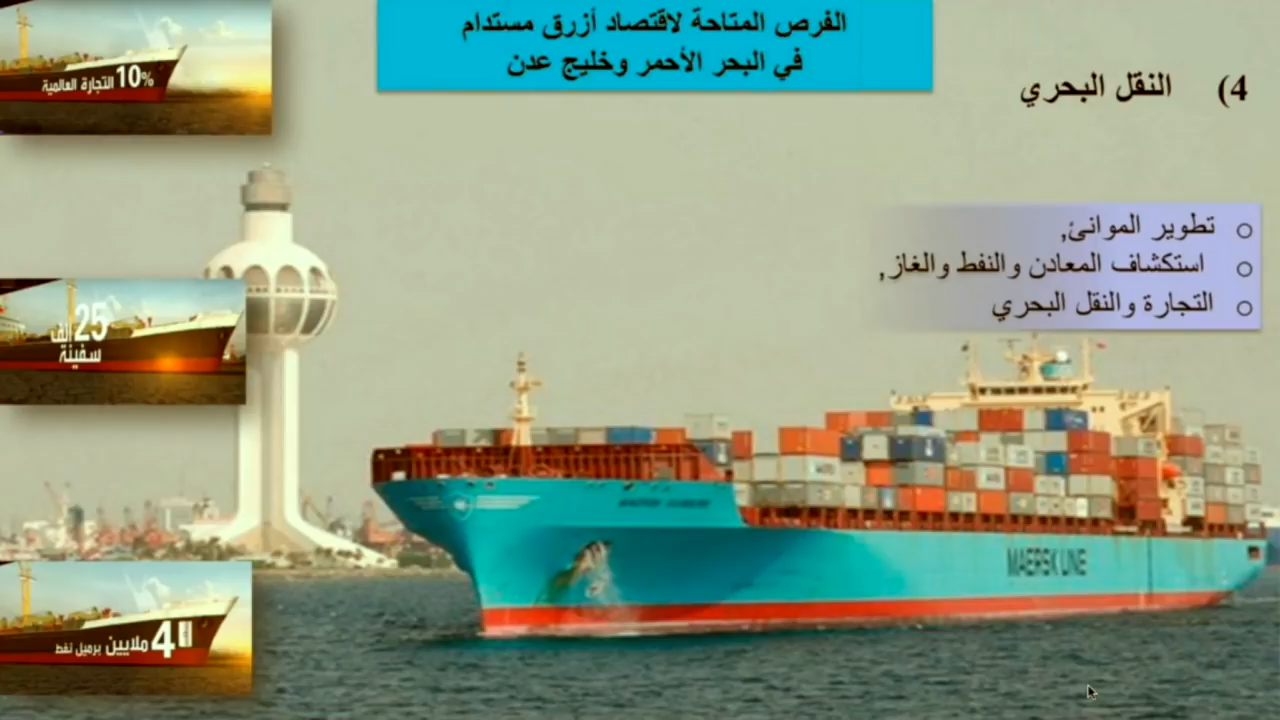 الفرص المتاحة لاقتصاد أزرق مستدام
في البحر الأحمر وخليج عدن
4) النقل البحري
تطوير الموانئ,
استكشاف المعادن والنفط والغاز,
التجارة والنقل البحري
10% التجارة العالمية
25 ألف
سفينة
4 ملايين برميل نفط
MAERSK LINE